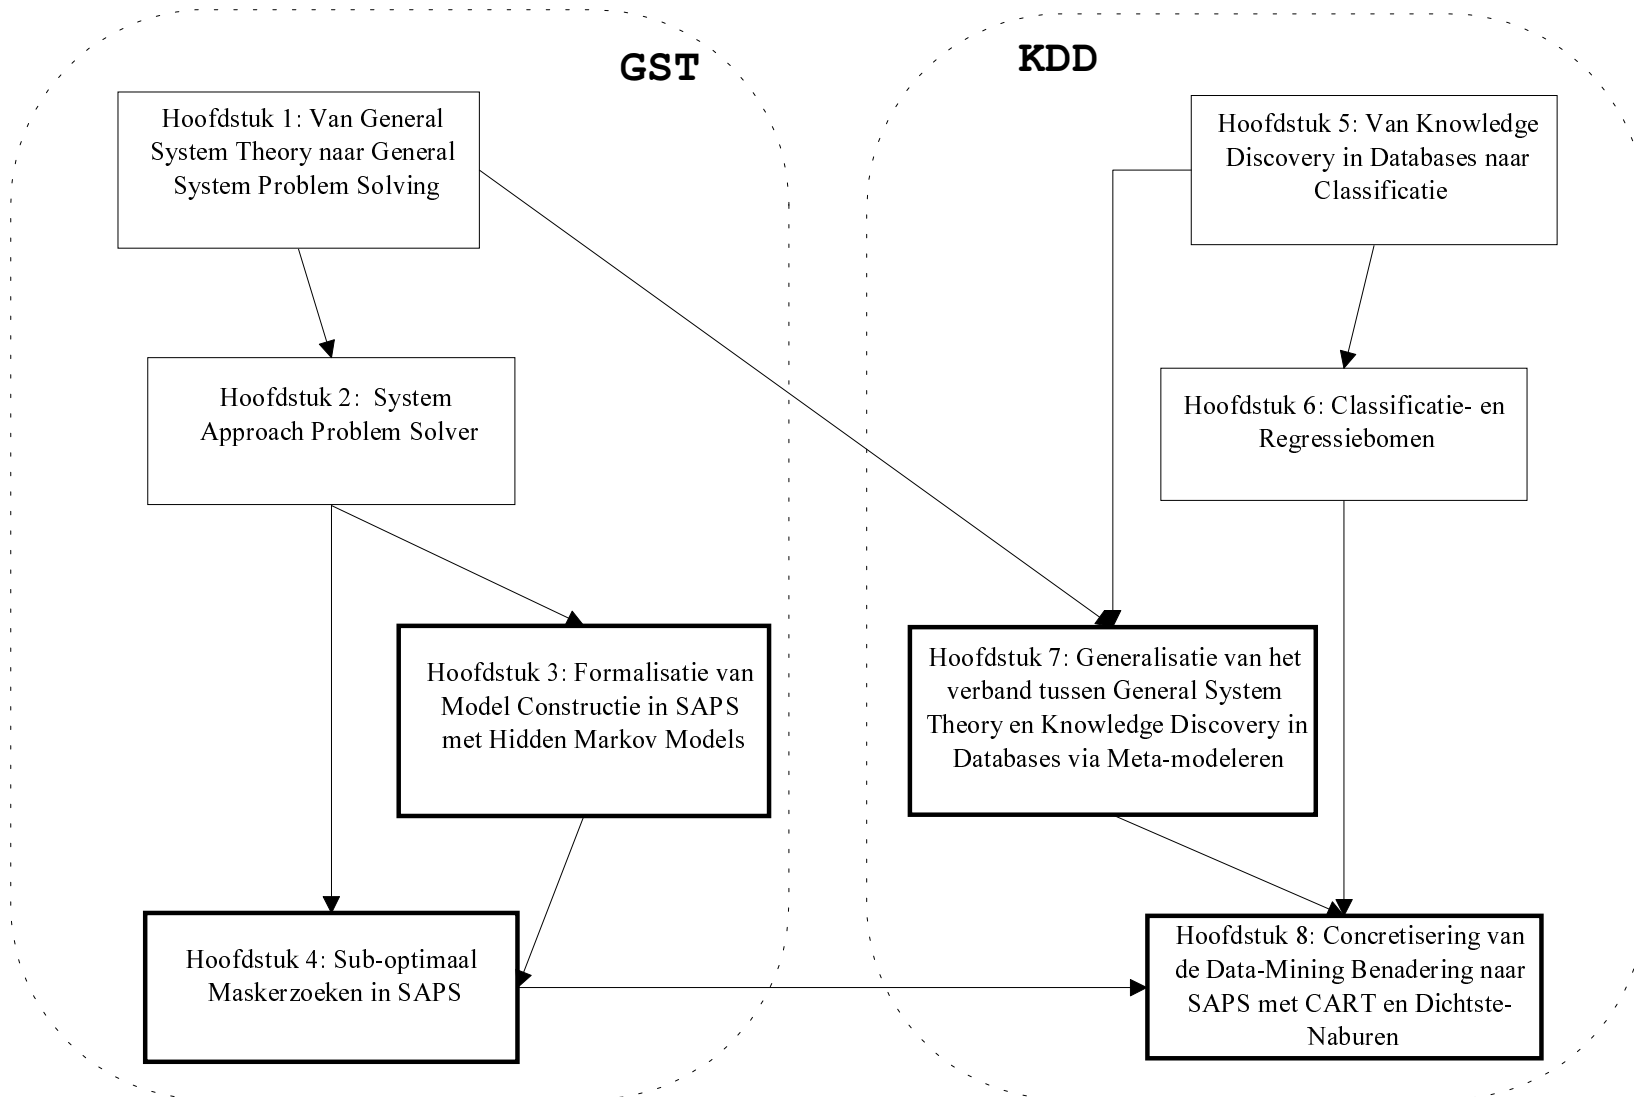 GST
Hoofdstuk 1: Van General
System Theory naar General
System Problem Solving
Hoofdstuk 2: System
Approach Problem Solver
Hoofdstuk 3: Formalisatie van
Model Constructie in SAPS
met Hidden Markov Models
Hoofdstuk 4: Sub-optimaal
Maskerzoeken in SAPS
KDD
Hoofdstuk 5: Van Knowledge
Discovery in Databases naar
Classificatie
Hoofdstuk 6: Classificatie- en
Regressiebomen
Hoofdstuk 7: Generalisatie van het
verband tussen General System
Theory en Knowledge Discovery in
Databases via Meta-modeleren
Hoofdstuk 8: Concretisering van
de Data-Mining Benadering naar
SAPS met CART en Dichtste-
Naburen